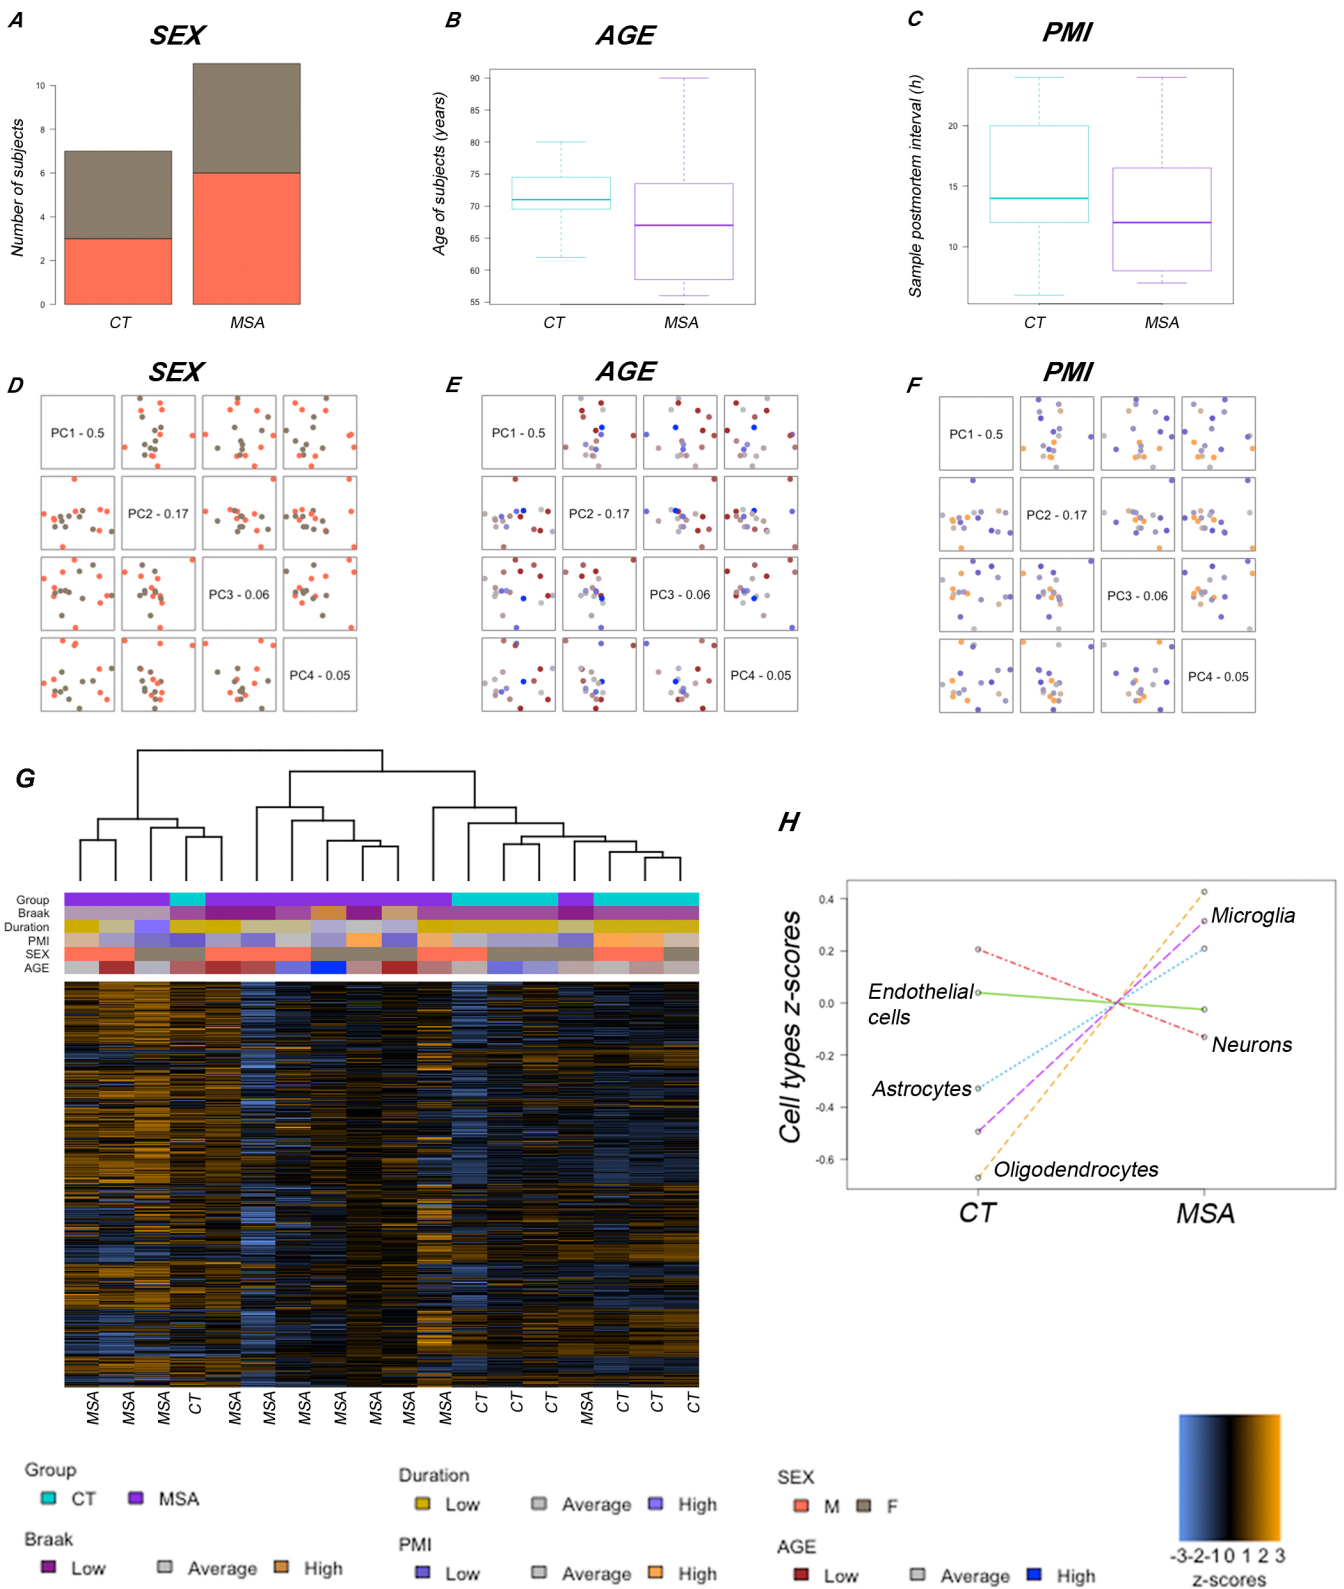 A
SEX
Number of subjects
10
8
6
4
2
0
CT
MSA
B
AGE
Age of subjects (years)
90
80
75
70
65
60
55
CT
MSA
C
PMI
Sample postmortem interval (h)
20
15
10
CT
MSA
D
SEX
PC1 - 0.5
PC2 - 0.17
PC3 - 0.06
PC4 - 0.05
E
AGE
PC1 - 0.5
PC2 - 0.17
PC3 - 0.06
PC4 - 0.05
F
PMI
PC1 - 0.5
PC2 - 0.17
PC3 - 0.06
PC4 - 0.05
G
Group
Braak
Duration
PMI
SEX
AGE
MSA
MSA
MSA
CT
MSA
MSA
MSA
MSA
MSA
MSA
MSA
CT
CT
CT
MSA
CT
CT
CT
H
Cell types z-scores
0.4
0.2
0.0
-0.2
-0.4
-0.6
Microglia
Endothelial
cells
Neurons
Astrocytes
Oligodendrocytes
CT
MSA
Group
CT MSA
Braak
Low Average High
Duration
Low Average High
PMI
Low Average High
SEX
M F
AGE
Low Average High
-3-2-1 0 1 2 3
z-scores